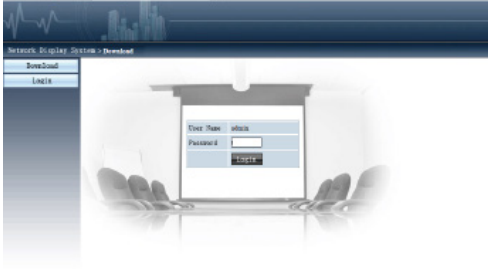 Network Display System > Download
Download
Login
User Name admin
Password
Login